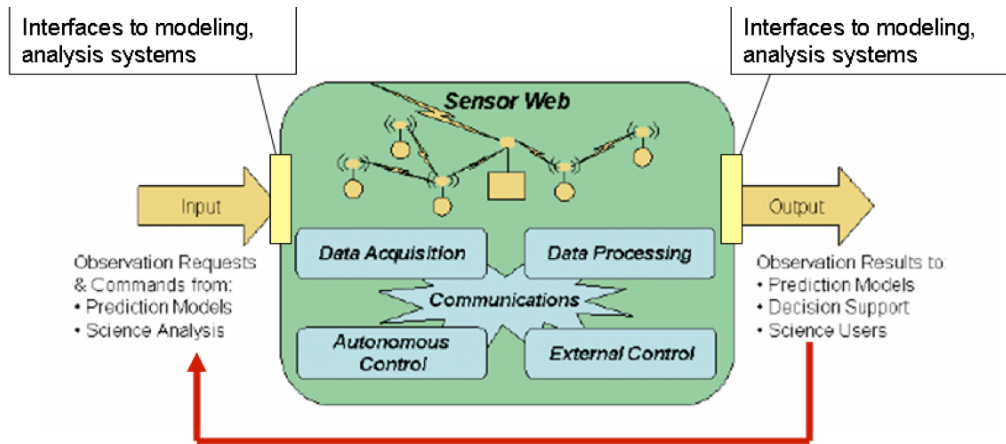 Interfaces to modeling,
analysis systems
Interfaces to modeling,
analysis systems
Sensor Web
Input
Output
Data Acquisition
Data Processing
Communications
Autonomous
Control
External Control
Observation Requests
& Commands from:
• Prediction Models
• Science Analysis
Observation Results to:
• Prediction Models
• Decision Support
• Science Users